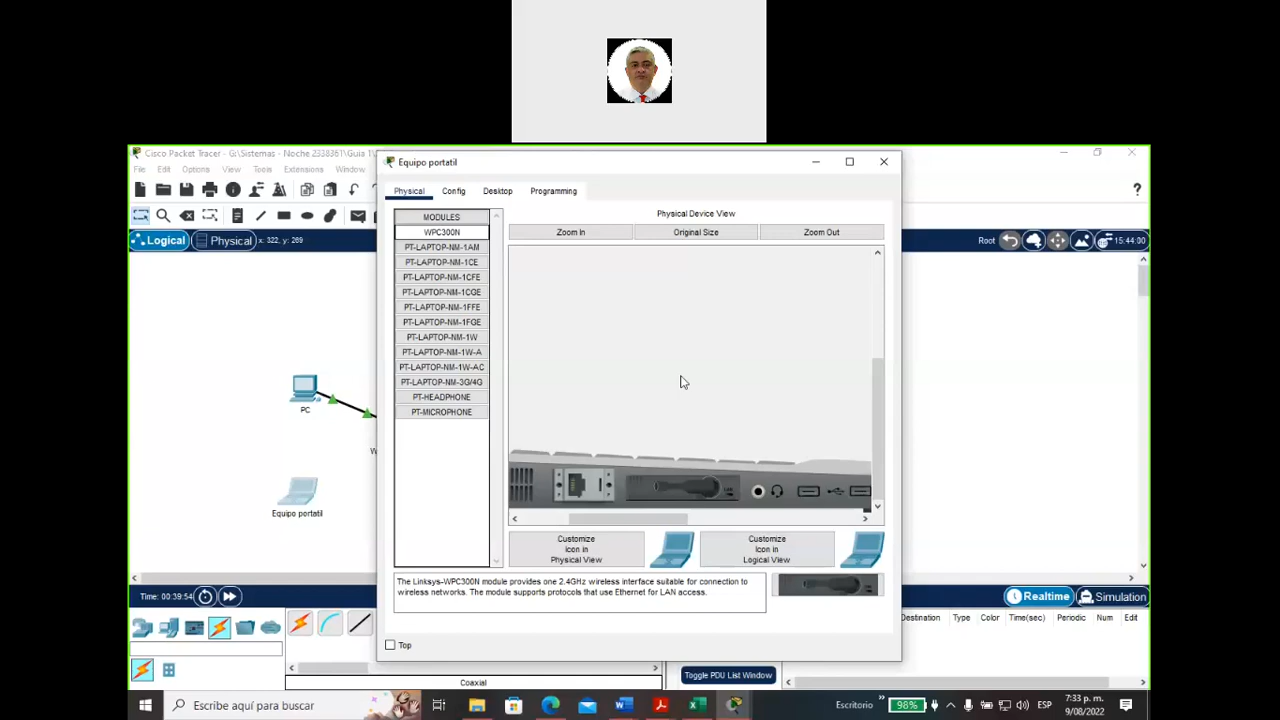 Cisco Packet Tracer - G:\Sistemas - Noche 2338361\Guia 1\
File Edit Options View Tools Extensions Window
Logical Physical x: 322, y: 269
Root 15:44:00
?
Equipo portatil
Physical Config Desktop Programming
MODULES
WPC300N
PT-LAPTOP-NM-1AM
PT-LAPTOP-NM-1CE
PT-LAPTOP-NM-1CFE
PT-LAPTOP-NM-1CGE
PT-LAPTOP-NM-1FFE
PT-LAPTOP-NM-1FGE
PT-LAPTOP-NM-1W
PT-LAPTOP-NM-1W-A
PT-LAPTOP-NM-1W-AC
PT-LAPTOP-NM-3G/4G
PT-HEADPHONE
PT-MICROPHONE
Physical Device View
Zoom In Original Size Zoom Out
Customize
Icon in
Physical View
Customize
Icon in
Logical View
The Linksys-WPC300N module provides one 2.4GHz wireless interface suitable for connection to
wireless networks. The module supports protocols that use Ethernet for LAN access.
Top
PC
W
Equipo portatil
Time: 00:39:54
Realtime Simulation
Destination Type Color Time(sec) Periodic Num Edit
Toggle PDU List Window
Coaxial
Escribe aquí para buscar
Escritorio
98%
ESP
7:33 p. m.
9/08/2022